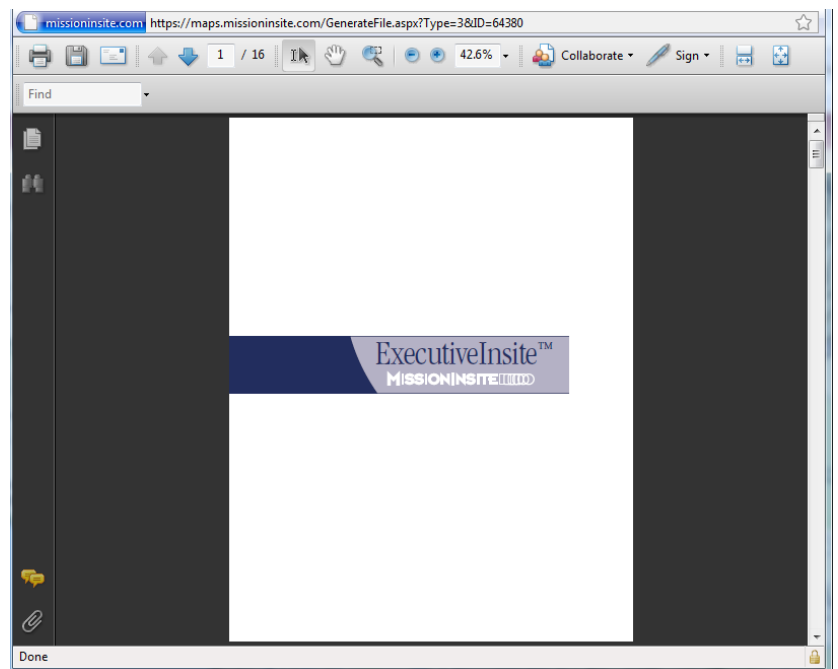 missioninsite.com https://maps.missioninsite.com/GenerateFile.aspx?Type=3&ID=64380
1 / 16 42.6% Collaborate Sign
Find
ExecutiveInsite™
MISSIONINSITE
Done